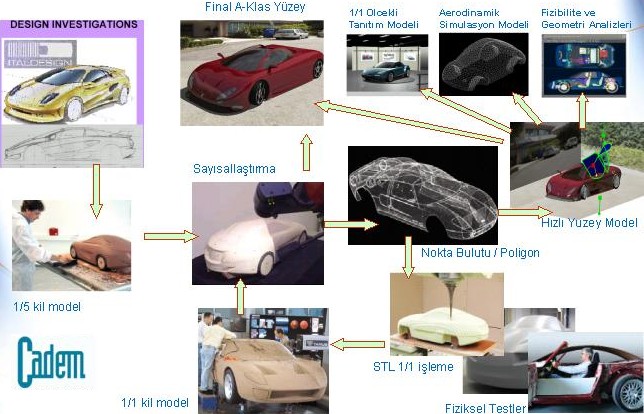 DESIGN INVESTIGATIONS
ITALDESIGN
Final A-Klas Yüzey
1/1 Ölçekli
Tanıtım Modeli
Aerodinamik
Simulasyon Modeli
Fizibilite ve
Geometri Analizleri
Sayısallaştırma
Hızlı Yüzey Model
Nokta Bulutu / Poligon
1/5 kil model
STL 1/1 işleme
Cadem
1/1 kil model
Fiziksel Testler